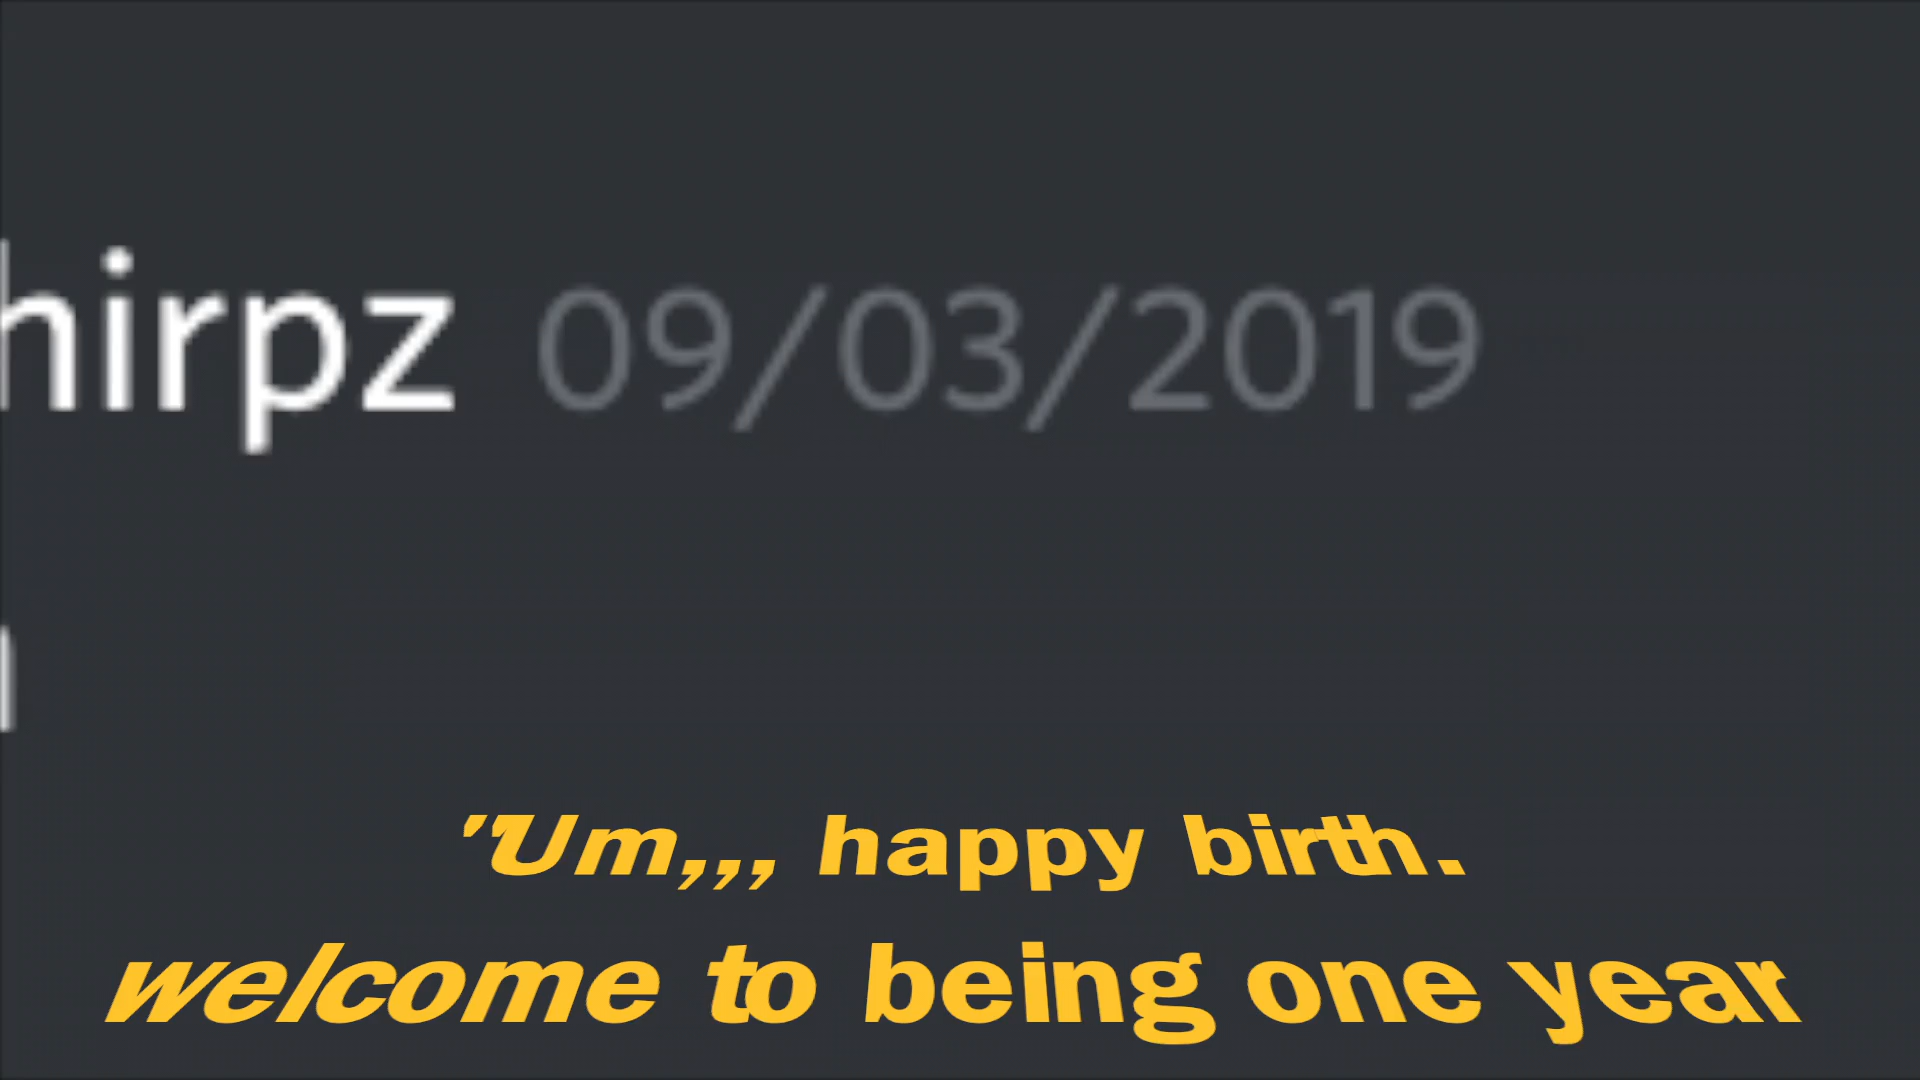 hirpz 09/03/2019
"Um,,, happy birth.
welcome to being one year